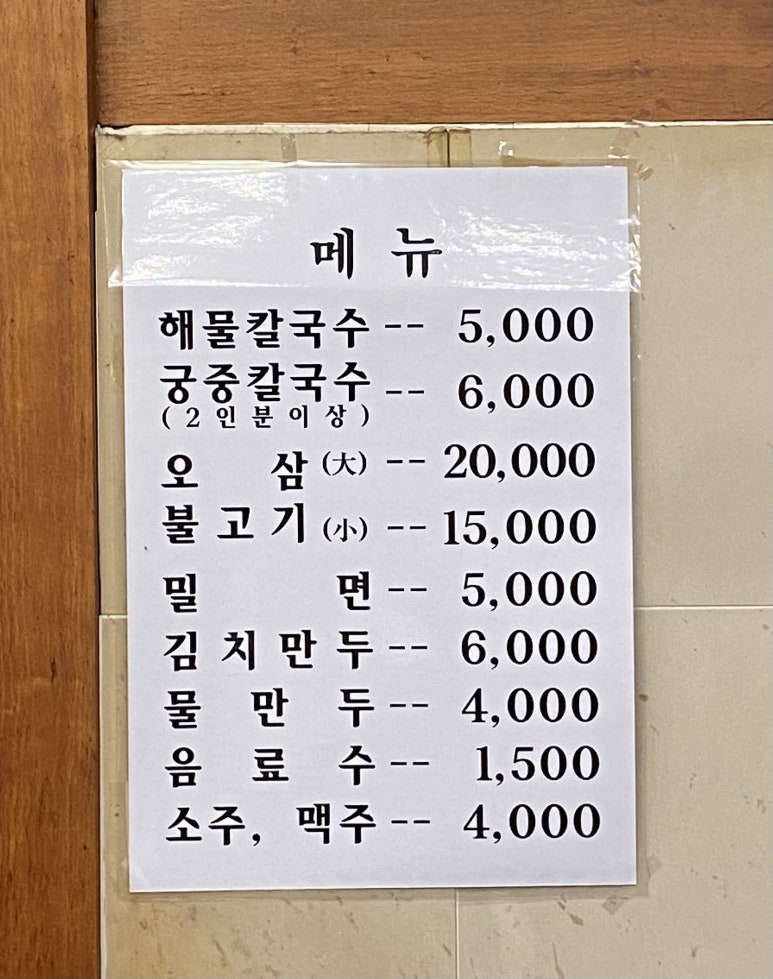 메 뉴
해물칼국수 -- 5,000
궁중칼국수 -- 6,000
(2인분이상)
오 삼 (大) -- 20,000
불고기 (小) -- 15,000
밀 면 -- 5,000
김치만두 -- 6,000
물 만 두 -- 4,000
음 료 수 -- 1,500
소주, 맥주 -- 4,000